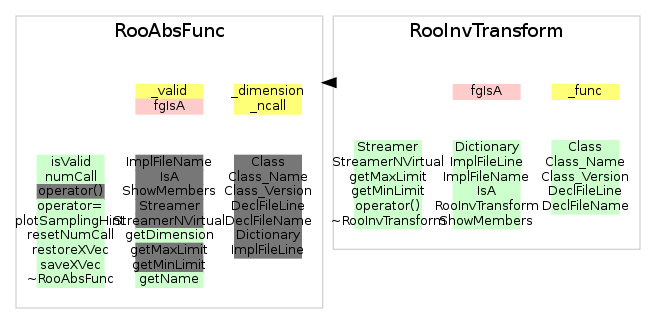 RooAbsFunc
_valid
fgIsA
_dimension
_ncall
isValid
numCall
operator()
operator=
plotSamplingHint
resetNumCall
restoreXVec
saveXVec
~RooAbsFunc
ImplFileName
IsA
ShowMembers
Streamer
StreamerNVirtual
getDimension
getMaxLimit
getMinLimit
getName
Class
Class_Name
Class_Version
DeclFileLine
DeclFileName
Dictionary
ImplFileLine
RooInvTransform
fgIsA
_func
Streamer
StreamerNVirtual
getMaxLimit
getMinLimit
operator()
~RooInvTransform
Dictionary
ImplFileLine
ImplFileName
IsA
RooInvTransform
ShowMembers
Class
Class_Name
Class_Version
DeclFileLine
DeclFileName